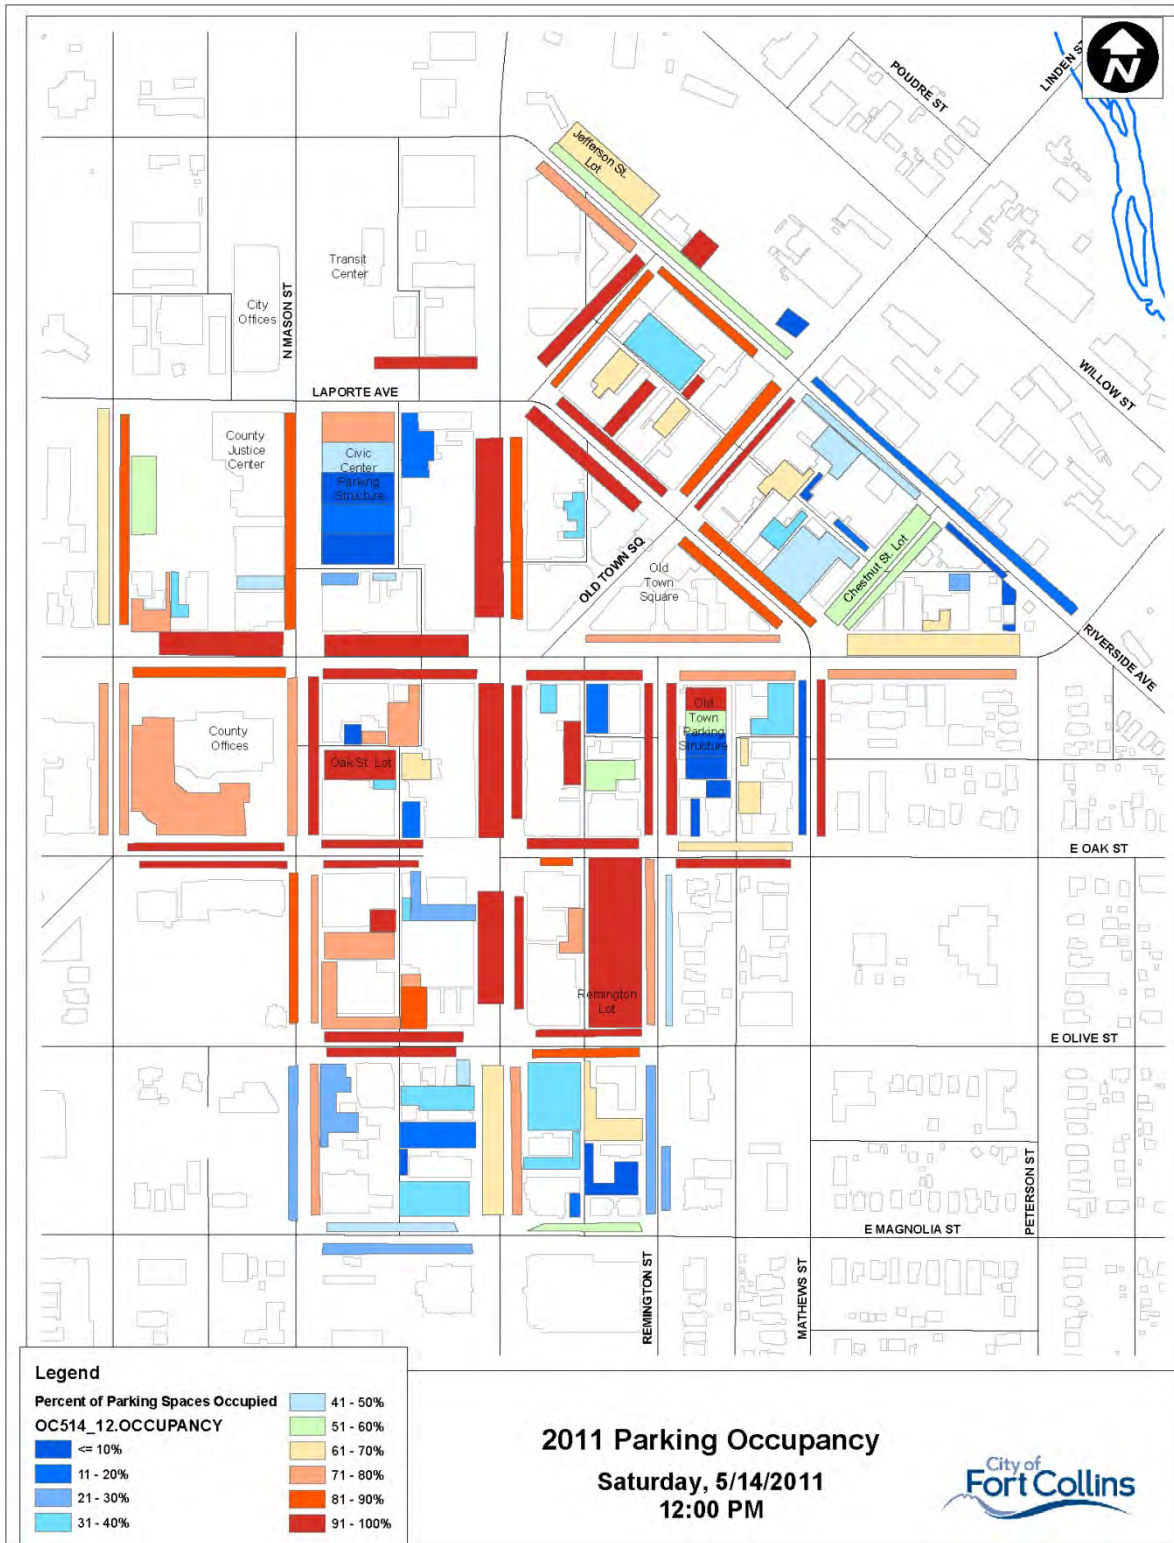 POUDRE ST
LINDEN ST
N
Jefferson St.
Lot
Transit
Center
City
Offices
N MASON ST
WILLOW ST
LAPORTE AVE
County
Justice
Center
Civic
Center
Parking
Structure
OLD TOWN SQ
Old
Town
Square
Chestnut St. Lot
RIVERSIDE AVE
County
Offices
Oak St. Lot
Old
Town
Parking
Structure
E OAK ST
Remington
Lot
E OLIVE ST
PETERSON ST
E MAGNOLIA ST
REMINGTON ST
MATHEWS ST
Legend
Percent of Parking Spaces Occupied
OC514_12.OCCUPANCY
<= 10%
11 - 20%
21 - 30%
31 - 40%
41 - 50%
51 - 60%
61 - 70%
71 - 80%
81 - 90%
91 - 100%
2011 Parking Occupancy
Saturday, 5/14/2011
12:00 PM
City of
Fort Collins